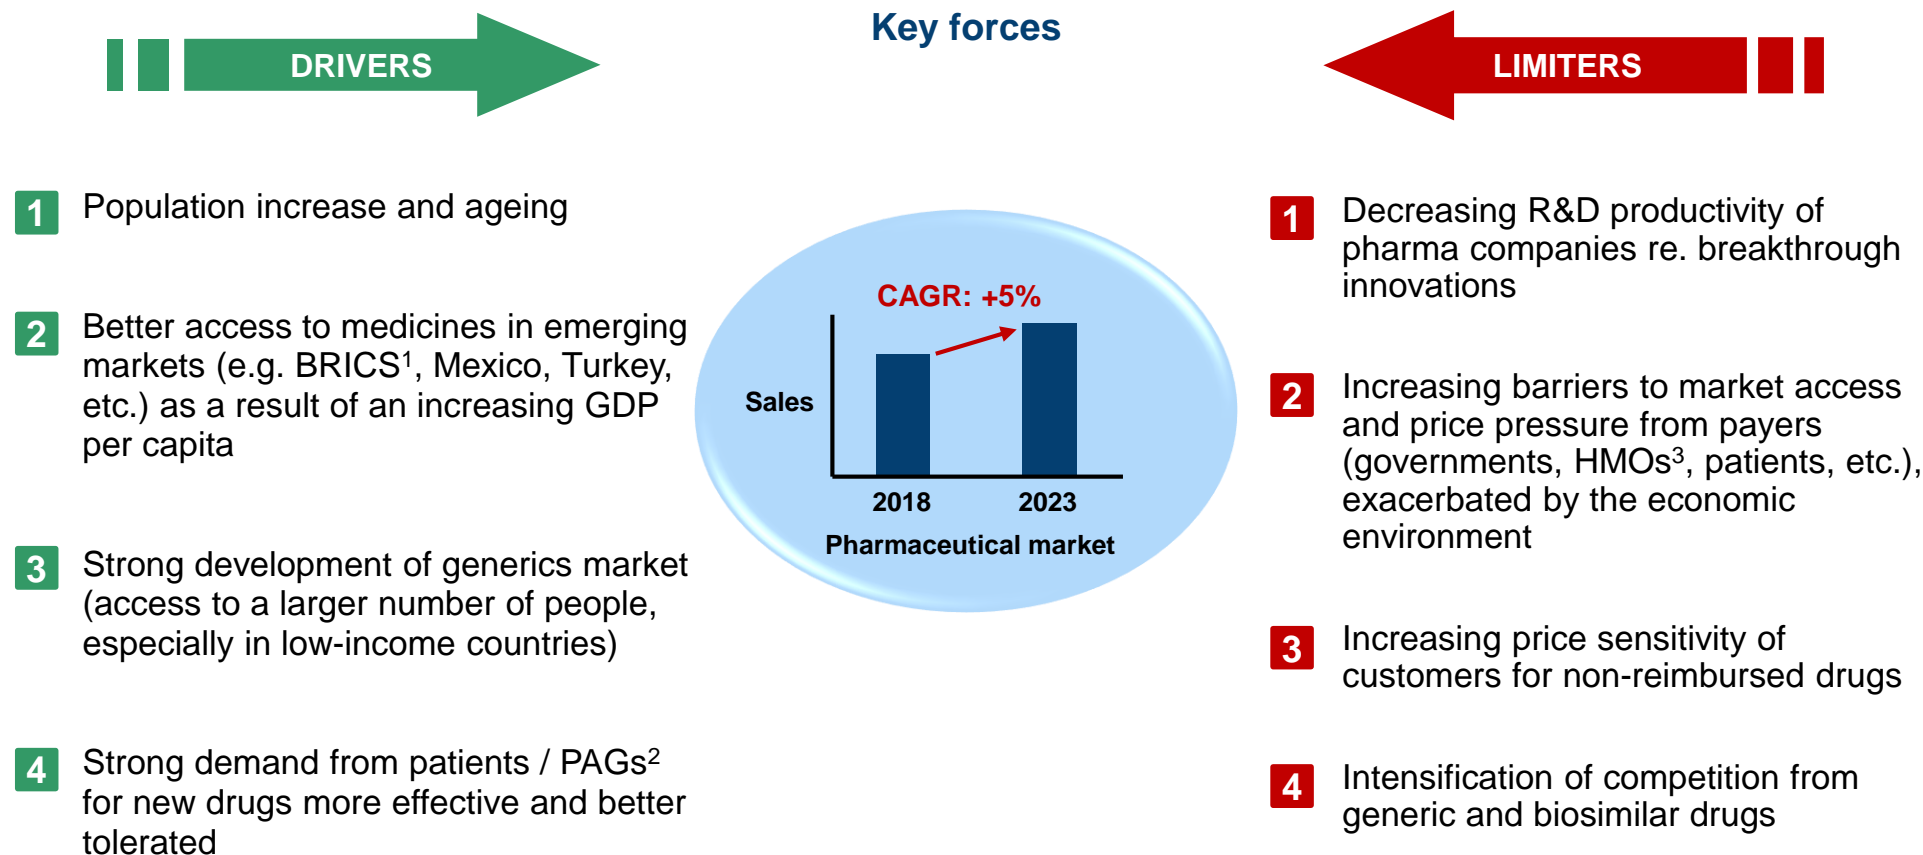 Key forces
DRIVERS
1
Population increase and ageing
2
Better access to medicines in emerging
markets (e.g. BRICS¹, Mexico, Turkey,
etc.) as a result of an increasing GDP
per capita
3
Strong development of generics market
(access to a larger number of people,
especially in low-income countries)
4
Strong demand from patients / PAGs²
for new drugs more effective and better
tolerated
CAGR: +5%
Sales
2018
2023
Pharmaceutical market
LIMITERS
1
Decreasing R&D productivity of
pharma companies re. breakthrough
innovations
2
Increasing barriers to market access
and price pressure from payers
(governments, HMOs³, patients, etc.),
exacerbated by the economic
environment
3
Increasing price sensitivity of
customers for non-reimbursed drugs
4
Intensification of competition from
generic and biosimilar drugs